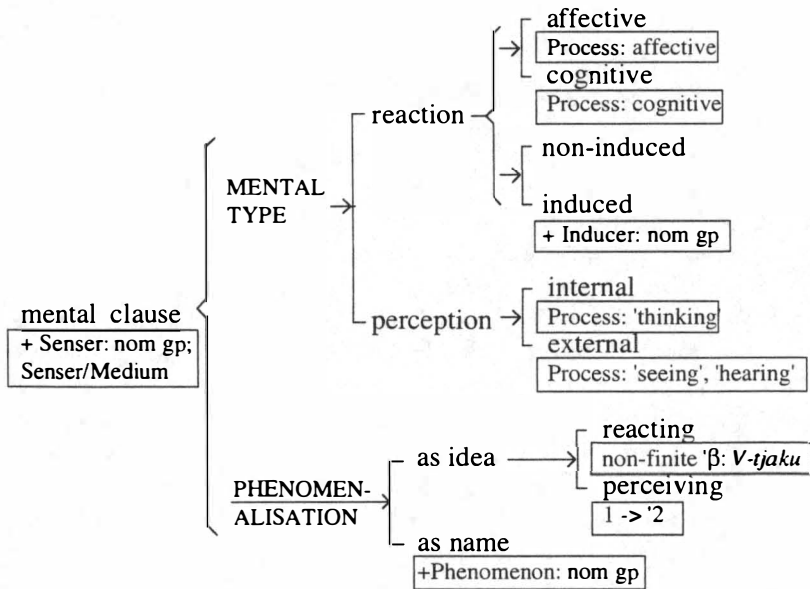 affective
Process: affective
cognitive
Process: cognitive
reaction
non-induced
MENTAL
TYPE
induced
+ Inducer: nom gp
internal
Process: 'thinking'
mental clause
perception
external
+ Senser: nom gp;
Senser/Medium
Process: 'seeing', 'hearing'
reacting
as idea
non-finite 'β: V-tjaku
PHENOMEN-
ALISATION
perceiving
1 -> '2
as name
+Phenomenon: nom gp